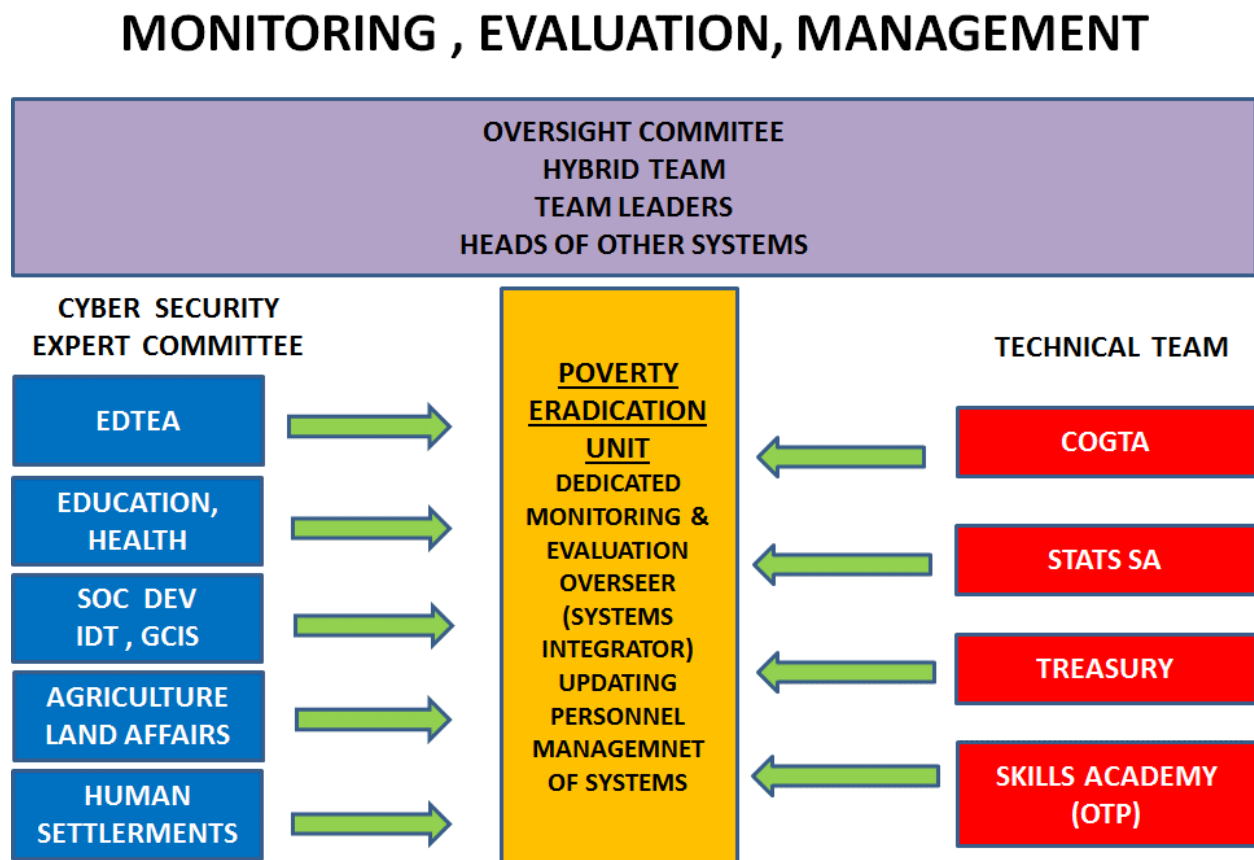 MONITORING , EVALUATION, MANAGEMENT
OVERSIGHT COMMITEE
HYBRID TEAM
TEAM LEADERS
HEADS OF OTHER SYSTEMS
CYBER SECURITY
EXPERT COMMITTEE
EDTEA
EDUCATION,
HEALTH
SOC DEV
IDT , GCIS
AGRICULTURE
LAND AFFAIRS
HUMAN
SETTLERMENTS
POVERTY
ERADICATION
UNIT
DEDICATED
MONITORING &
EVALUATION
OVERSEER
(SYSTEMS
INTEGRATOR)
UPDATING
PERSONNEL
MANAGEMNET
OF SYSTEMS
TECHNICAL TEAM
COGTA
STATS SA
TREASURY
SKILLS ACADEMY
(OTP)